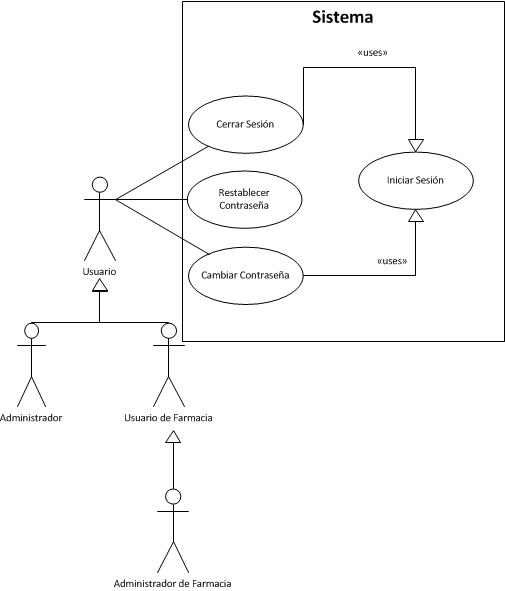 Sistema
«uses»
Cerrar Sesión
Iniciar Sesión
Restablecer
Contraseña
Usuario
Cambiar Contraseña
«uses»
Administrador
Usuario de Farmacia
Administrador de Farmacia